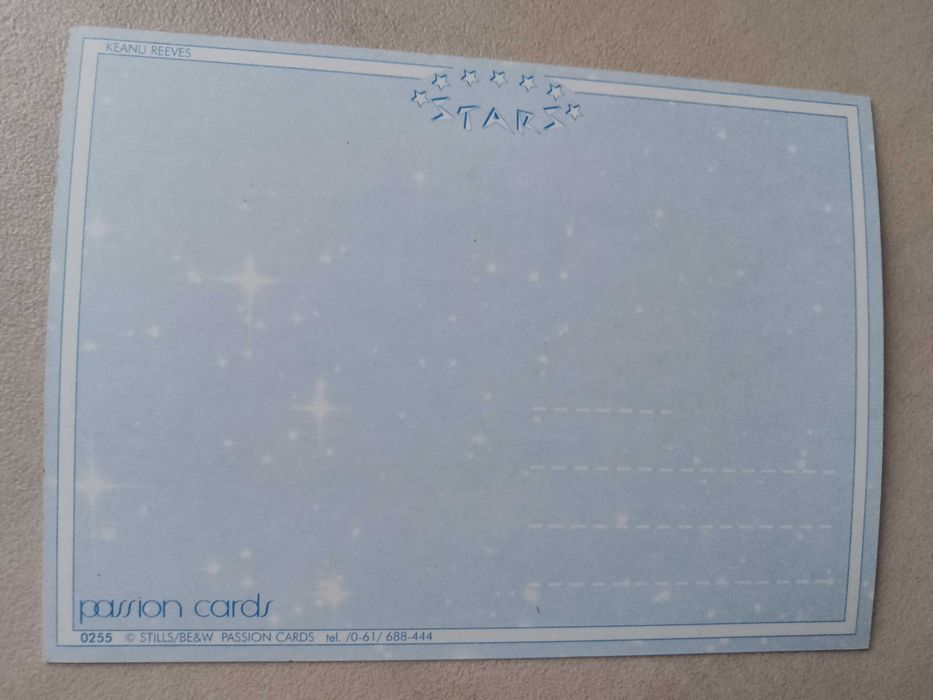 KEANU REEVES
STARS
passion cards
0255 © STILLS/BE&W PASSION CARDS tel. /0-61/ 688-444